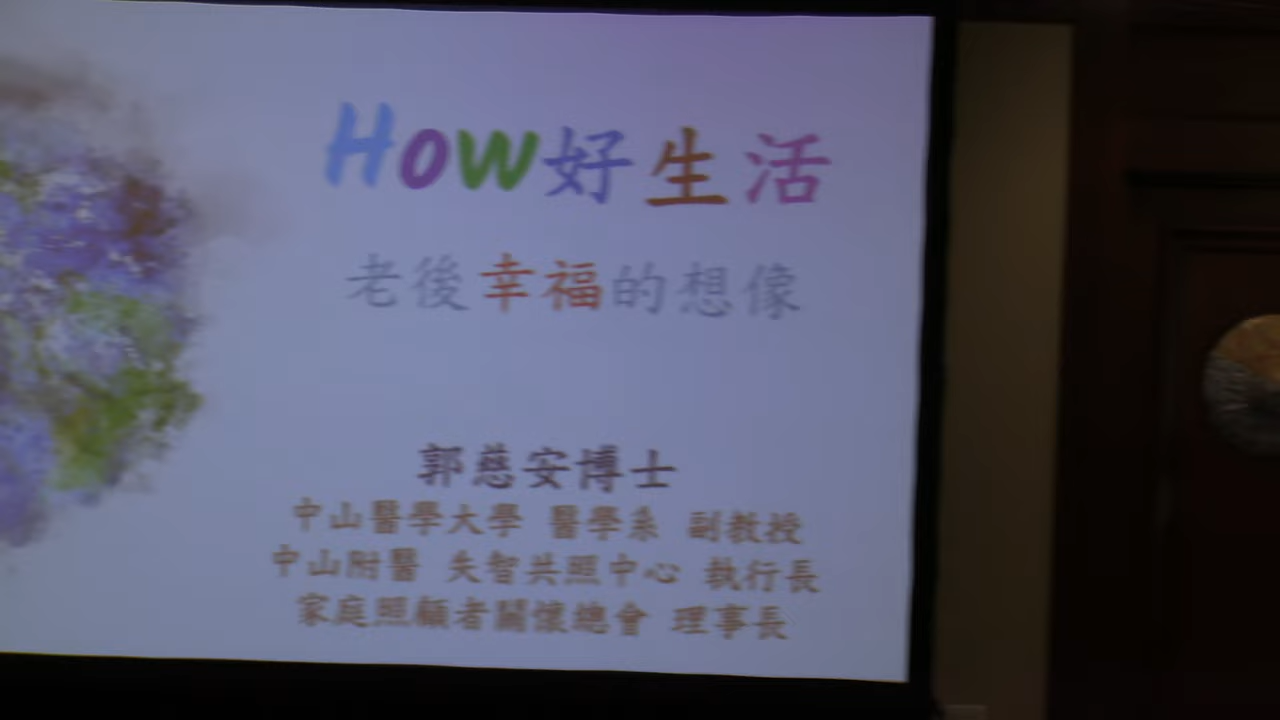 How好生活
老後幸福的想像
郭慈安博士
中山醫學大學 醫學系 副教授
中山附醫 失智共照中心 執行長
家庭照顧者關懷總會 理事長